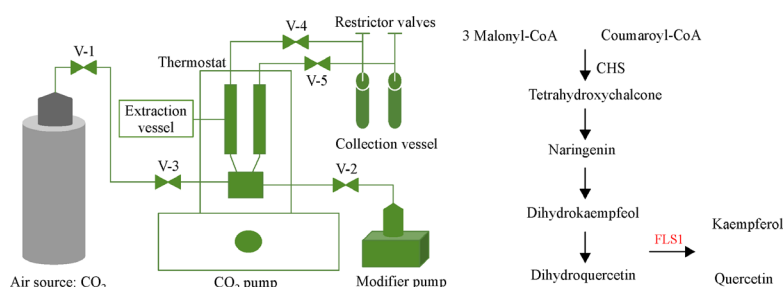 V-1
V-4
Restrictor valves
Thermostat
V-5
Extraction
vessel
Collection vessel
V-3
V-2
Air source: CO2
CO2 pump
Modifier pump
3 Malonyl-CoA Coumaroyl-CoA
CHS
Tetrahydroxychalcone
Naringenin
Dihydrokaempfeol
Kaempferol
FLS1
Dihydroquercetin
Quercetin